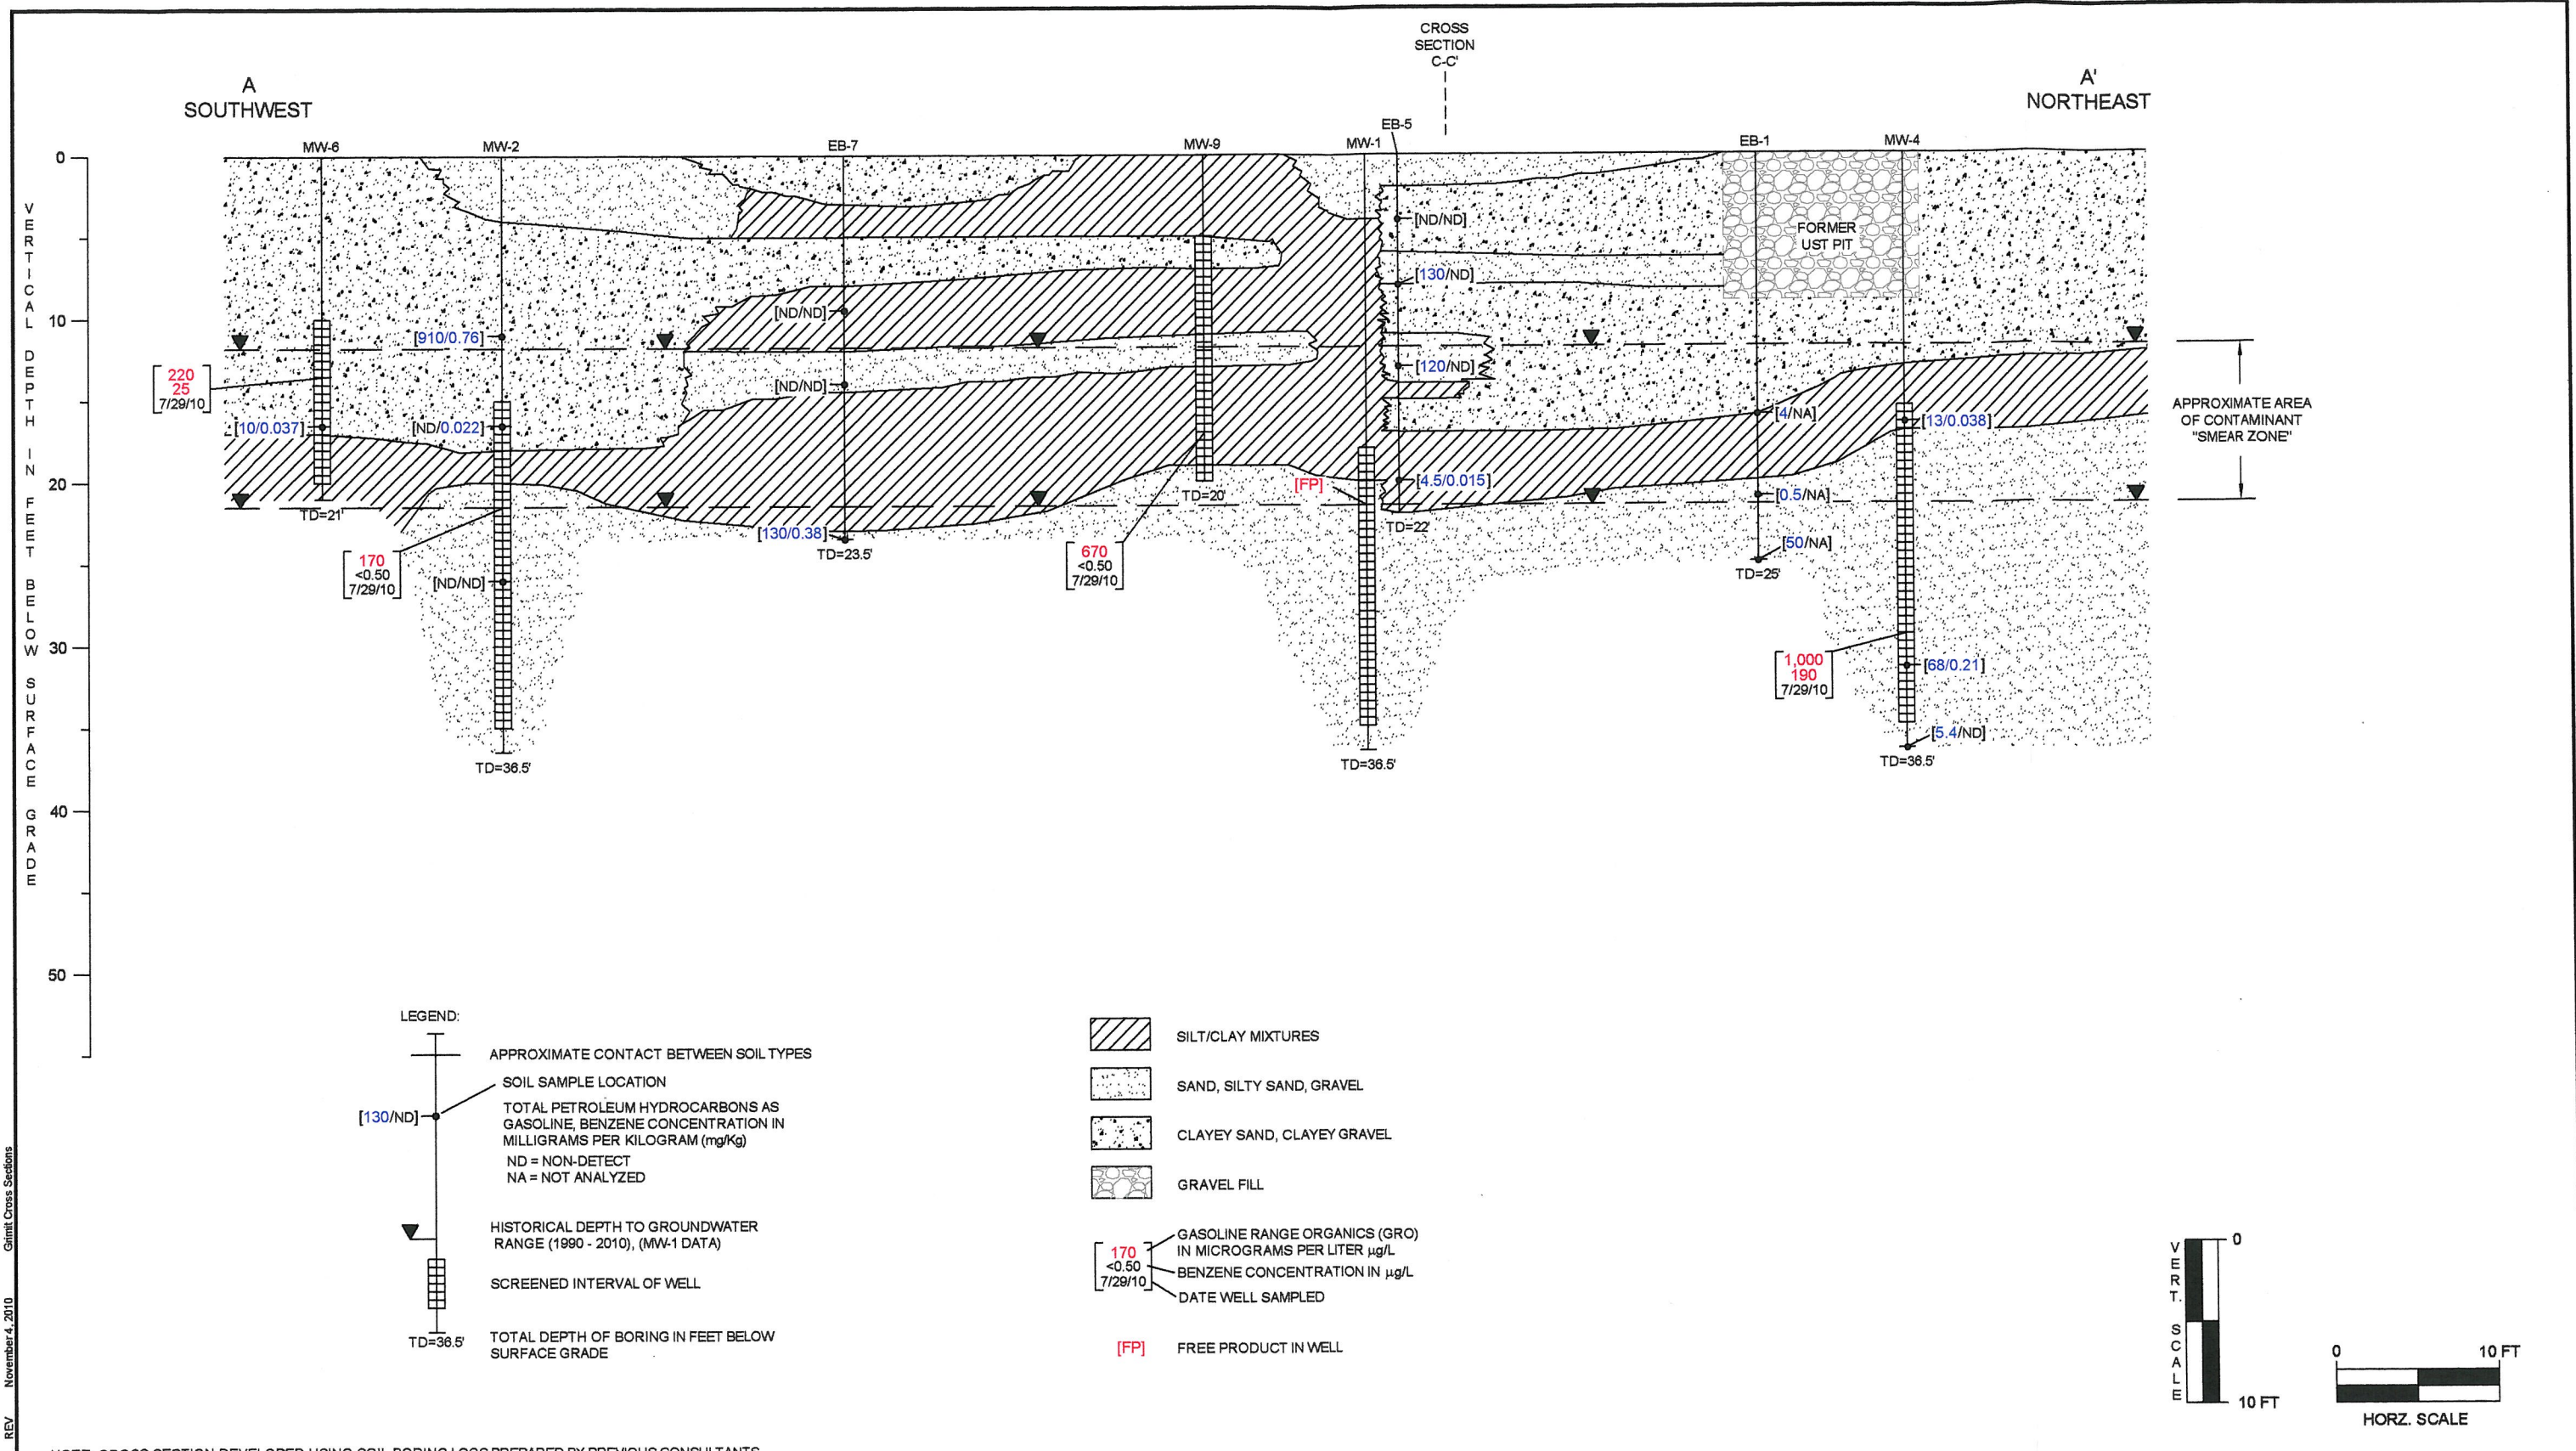 CROSS
SECTION
C-C'
A
SOUTHWEST
A'
NORTHEAST
MW-6
MW-2
EB-7
MW-9
MW-1
EB-5
EB-1
MW-4
VERTICAL DEPTH IN FEET BELOW SURFACE GRADE
0
10
20
30
40
50
FORMER
UST PIT
[ND/ND]
[130/ND]
[120/ND]
[4.5/0.015]
TD=22'
[910/0.76]
[ND/0.022]
[ND/ND]
TD=36.5'
220
25
7/29/10
[10/0.037]
TD=21'
170
<0.50
7/29/10
[ND/ND]
[ND/ND]
[130/0.38]
TD=23.5'
670
<0.50
7/29/10
TD=20'
[FP]
TD=36.5'
[4/NA]
[0.5/NA]
[50/NA]
TD=25'
[13/0.038]
1,000
190
7/29/10
[68/0.21]
[5.4/ND]
TD=36.5'
APPROXIMATE AREA
OF CONTAMINANT
"SMEAR ZONE"
LEGEND:
APPROXIMATE CONTACT BETWEEN SOIL TYPES
SOIL SAMPLE LOCATION
[130/ND]
TOTAL PETROLEUM HYDROCARBONS AS
GASOLINE, BENZENE CONCENTRATION IN
MILLIGRAMS PER KILOGRAM (mg/Kg)
ND = NON-DETECT
NA = NOT ANALYZED
HISTORICAL DEPTH TO GROUNDWATER
RANGE (1990 - 2010), (MW-1 DATA)
SCREENED INTERVAL OF WELL
TD=36.5'
TOTAL DEPTH OF BORING IN FEET BELOW
SURFACE GRADE
SILT/CLAY MIXTURES
SAND, SILTY SAND, GRAVEL
CLAYEY SAND, CLAYEY GRAVEL
GRAVEL FILL
170
<0.50
7/29/10
GASOLINE RANGE ORGANICS (GRO)
IN MICROGRAMS PER LITER µg/L
BENZENE CONCENTRATION IN µg/L
DATE WELL SAMPLED
[FP]
FREE PRODUCT IN WELL
VERT. SCALE
0
10 FT
0
10 FT
HORZ. SCALE
REV
November 4, 2010
Grimit Cross Sections
NOTE: CROSS SECTION DEVELOPED USING SOIL BORING LOGS PREPARED BY PREVIOUS CONSULTANTS